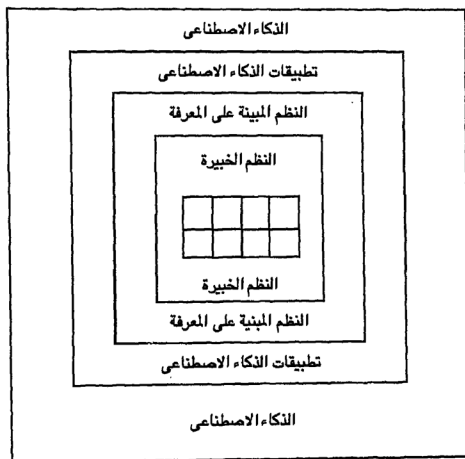 الذكاء الاصطناعى
تطبيقات الذكاء الاصطناعى
النظم المبينة على المعرفة
النظم الخبيرة
النظم الخبيرة
النظم المبنية على المعرفة
تطبيقات الذكاء الاصطناعى
الذكاء الاصطناعى